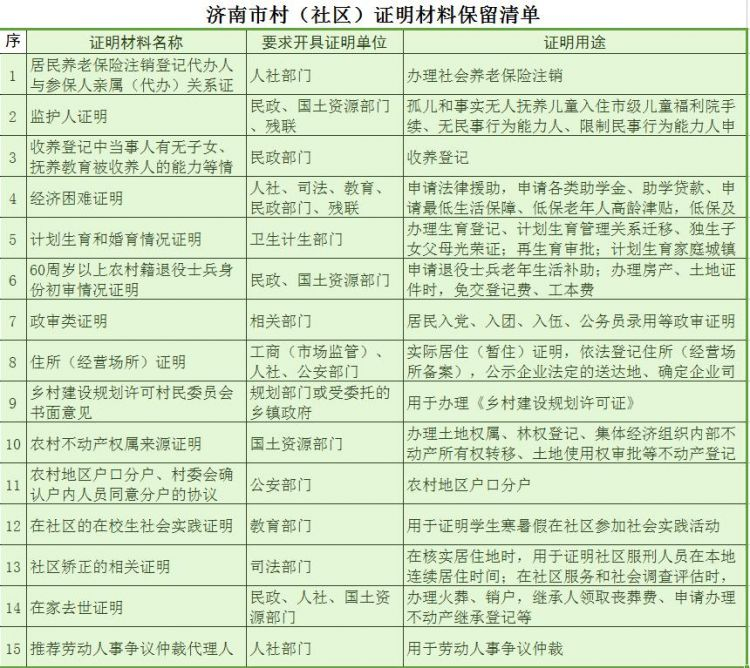 济南市村（社区）证明材料保留清单
序 证明材料名称 要求开具证明单位 证明用途
1 居民养老保险注销登记代办人与参保人亲属（代办）关系证 人社部门 办理社会养老保险注销
2 监护人证明 民政、国土资源部门、残联 孤儿和事实无人抚养儿童入住市级儿童福利院手续、无民事行为能力人、限制民事行为能力人申
3 收养登记中当事人有无子女、抚养教育被收养人的能力等情 民政部门 收养登记
4 经济困难证明 人社、司法、教育、民政部门、残联 申请法律援助，申请各类助学金、助学贷款、申请最低生活保障、低保老年人高龄津贴，低保及
5 计划生育和婚育情况证明 卫生计生部门 办理生育登记、计划生育管理关系迁移、独生子女父母光荣证；再生育审批；计划生育家庭城镇
6 60周岁以上农村籍退役士兵身份初审情况证明 民政、国土资源部门 申请退役士兵老年生活补助；办理房产、土地证件时，免交登记费、工本费
7 政审类证明 相关部门 居民入党、入团、入伍、公务员录用等政审证明
8 住所（经营场所）证明 工商（市场监管）、人社、公安部门 实际居住（暂住）证明，依法登记住所（经营场所备案），公示企业法定的送达地、确定企业司
9 乡村建设规划许可村民委员会书面意见 规划部门或受委托的乡镇政府 用于办理《乡村建设规划许可证》
10 农村不动产权属来源证明 国土资源部门 办理土地权属、林权登记、集体经济组织内部不动产所有权转移、土地使用权审批等不动产登记
11 农村地区户口分户、村委会确认户内人员同意分户的协议 公安部门 农村地区户口分户
12 在社区的在校生社会实践证明 教育部门 用于证明学生寒暑假在社区参加社会实践活动
13 社区矫正的相关证明 司法部门 在核实居住地时，用于证明社区服刑人员在本地连续居住时间；在社区服务和社会调查评估时，
14 在家去世证明 民政、人社、国土资源部门 办理火葬、销户，继承人领取丧葬费、申请办理不动产继承登记等
15 推荐劳动人事争议仲裁代理人 人社部门 用于劳动人事争议仲裁